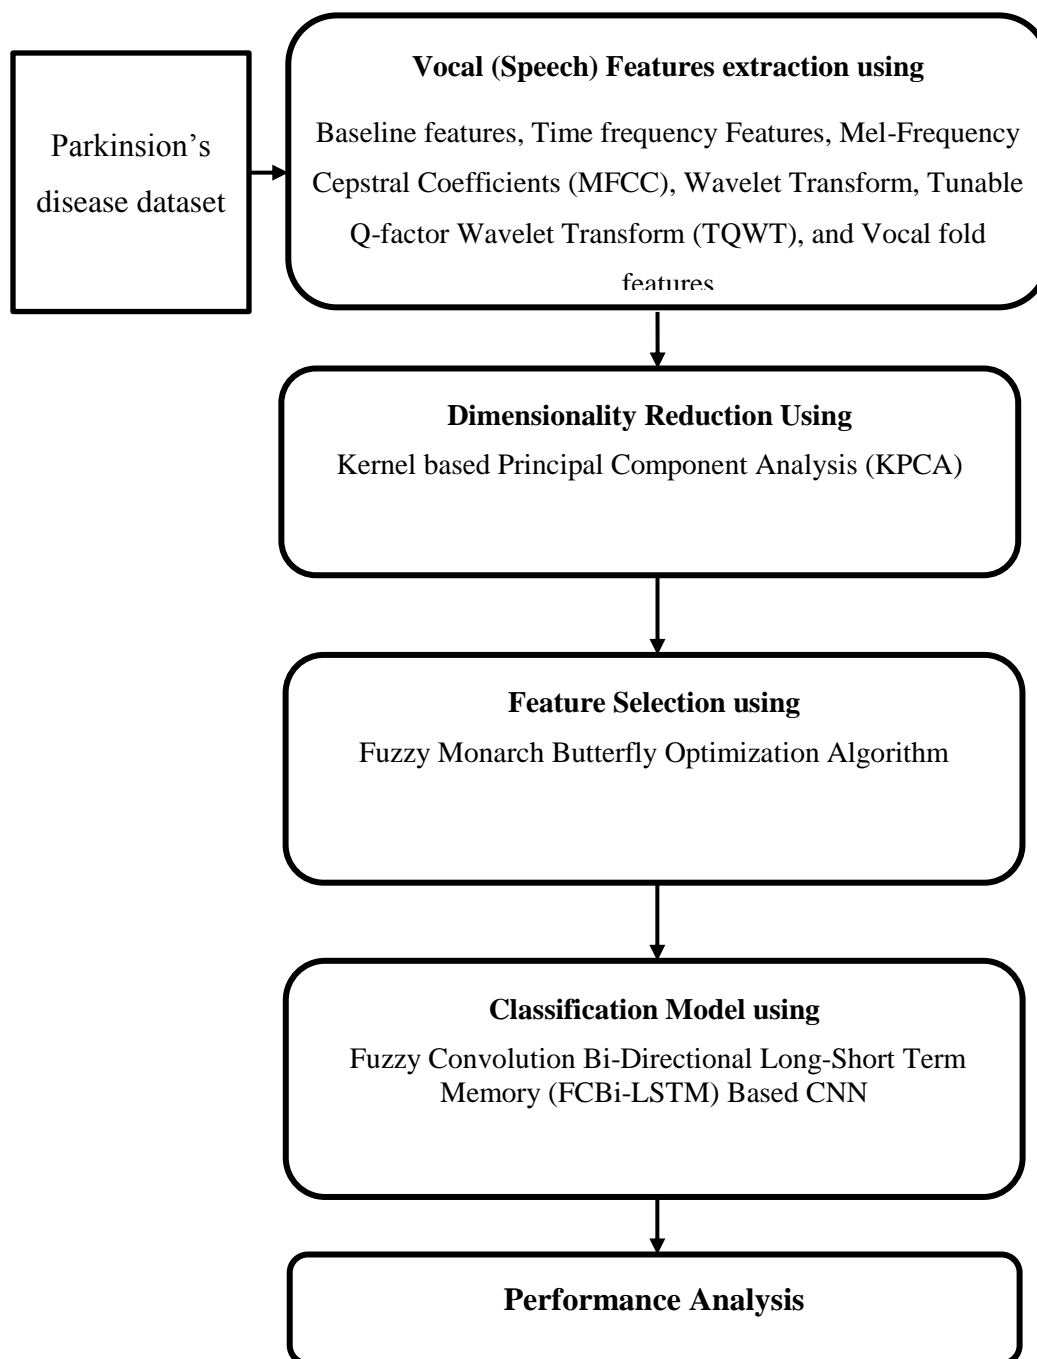 Parkinsion’s
disease dataset
Vocal (Speech) Features extraction using
Baseline features, Time frequency Features, Mel-Frequency
Cepstral Coefficients (MFCC), Wavelet Transform, Tunable
Q-factor Wavelet Transform (TQWT), and Vocal fold
features
Dimensionality Reduction Using
Kernel based Principal Component Analysis (KPCA)
Feature Selection using
Fuzzy Monarch Butterfly Optimization Algorithm
Classification Model using
Fuzzy Convolution Bi-Directional Long-Short Term
Memory (FCBi-LSTM) Based CNN
Performance Analysis